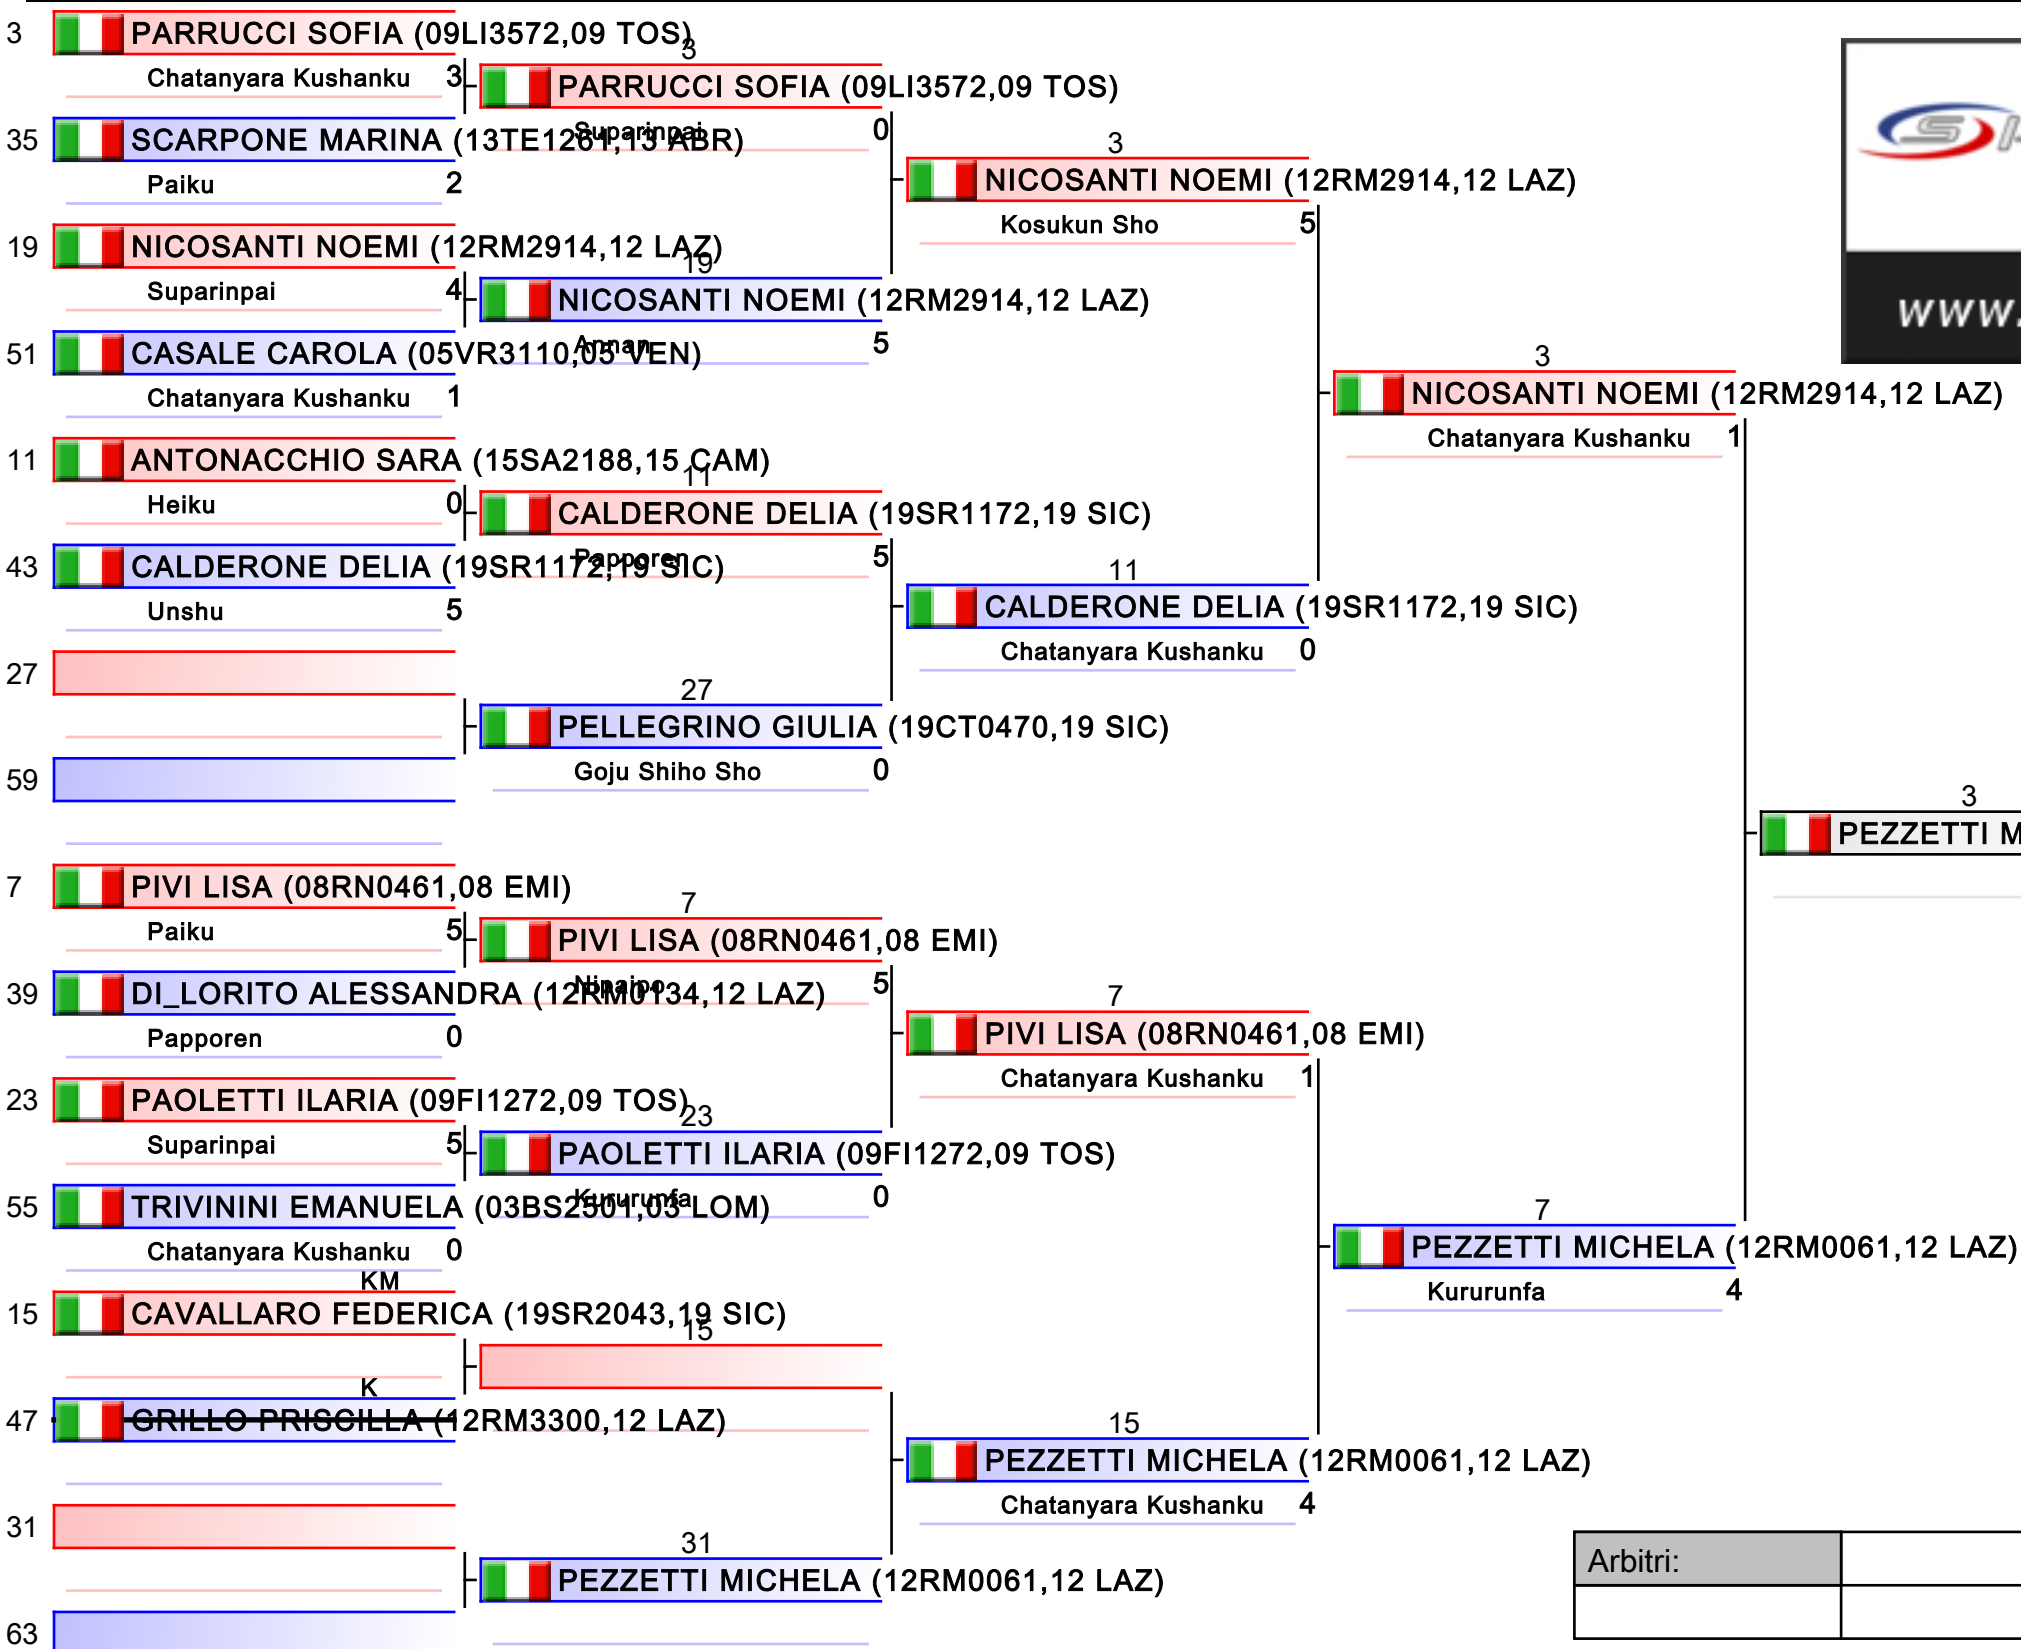 3 PARRUCCI SOFIA (09LI3572,09 TOS)
Chatanyara Kushanku 3
35 SCARPONE MARINA (13TE1261,13 ABR)
Paiku 2
19 NICOSANTI NOEMI (12RM2914,12 LAZ)
Suparinpai 4
51 CASALE CAROLA (05VR3110,05 VEN)
Chatanyara Kushanku 1
11 ANTONACCHIO SARA (15SA2188,15 CAM)
Heiku 0
43 CALDERONE DELIA (19SR1172,19 SIC)
Unshu 5
27
59
7 PIVI LISA (08RN0461,08 EMI)
Paiku 5
39 DI_LORITO ALESSANDRA (12RM0134,12 LAZ)
Papporen 0
23 PAOLETTI ILARIA (09FI1272,09 TOS)
Suparinpai 5
55 TRIVININI EMANUELA (03BS2501,03 LOM)
Chatanyara Kushanku 0
KM
15 CAVALLARO FEDERICA (19SR2043,19 SIC)
K
47 GRILLO PRISCILLA (12RM3300,12 LAZ)
31
63
3
PARRUCCI SOFIA (09LI3572,09 TOS)
Suparinpai 0
19
NICOSANTI NOEMI (12RM2914,12 LAZ)
Annan 5
11
CALDERONE DELIA (19SR1172,19 SIC)
Papporen 5
27
PELLEGRINO GIULIA (19CT0470,19 SIC)
Goju Shiho Sho 0
7
PIVI LISA (08RN0461,08 EMI)
Nipaipo 5
23
PAOLETTI ILARIA (09FI1272,09 TOS)
Kururunfa 0
15
31
PEZZETTI MICHELA (12RM0061,12 LAZ)
3
NICOSANTI NOEMI (12RM2914,12 LAZ)
Kosukun Sho 5
11
CALDERONE DELIA (19SR1172,19 SIC)
Chatanyara Kushanku 0
7
PIVI LISA (08RN0461,08 EMI)
Chatanyara Kushanku 1
15
PEZZETTI MICHELA (12RM0061,12 LAZ)
Chatanyara Kushanku 4
3
NICOSANTI NOEMI (12RM2914,12 LAZ)
Chatanyara Kushanku 1
7
PEZZETTI MICHELA (12RM0061,12 LAZ)
Kururunfa 4
3
PEZZETTI M
www.
Arbitri: